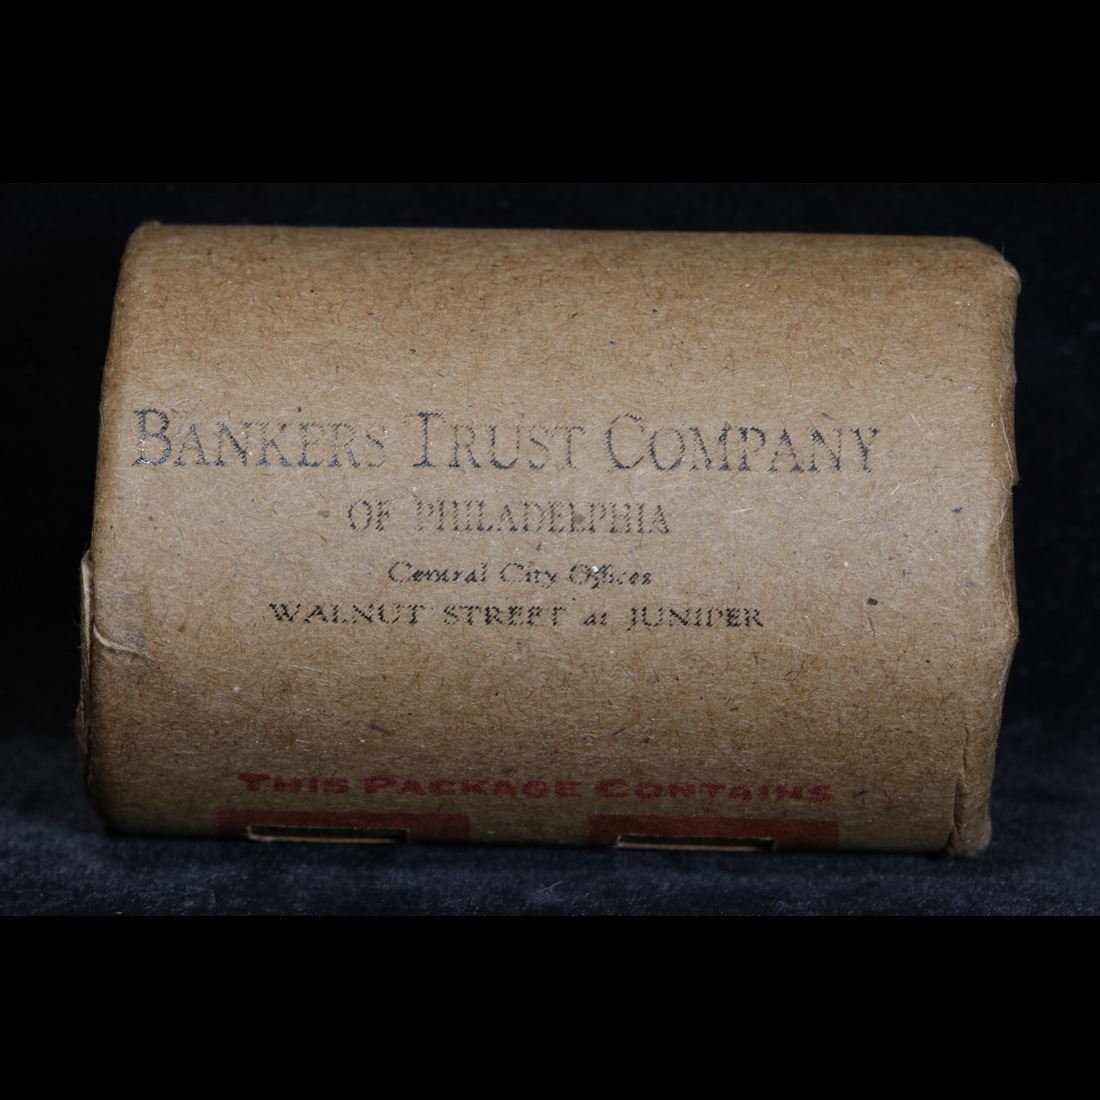 BANKERS TRUST COMPANY
OF PHILADELPHIA
Central City Offices
WALNUT STREET at JUNIPER
THIS PACKAGE CONTAINS